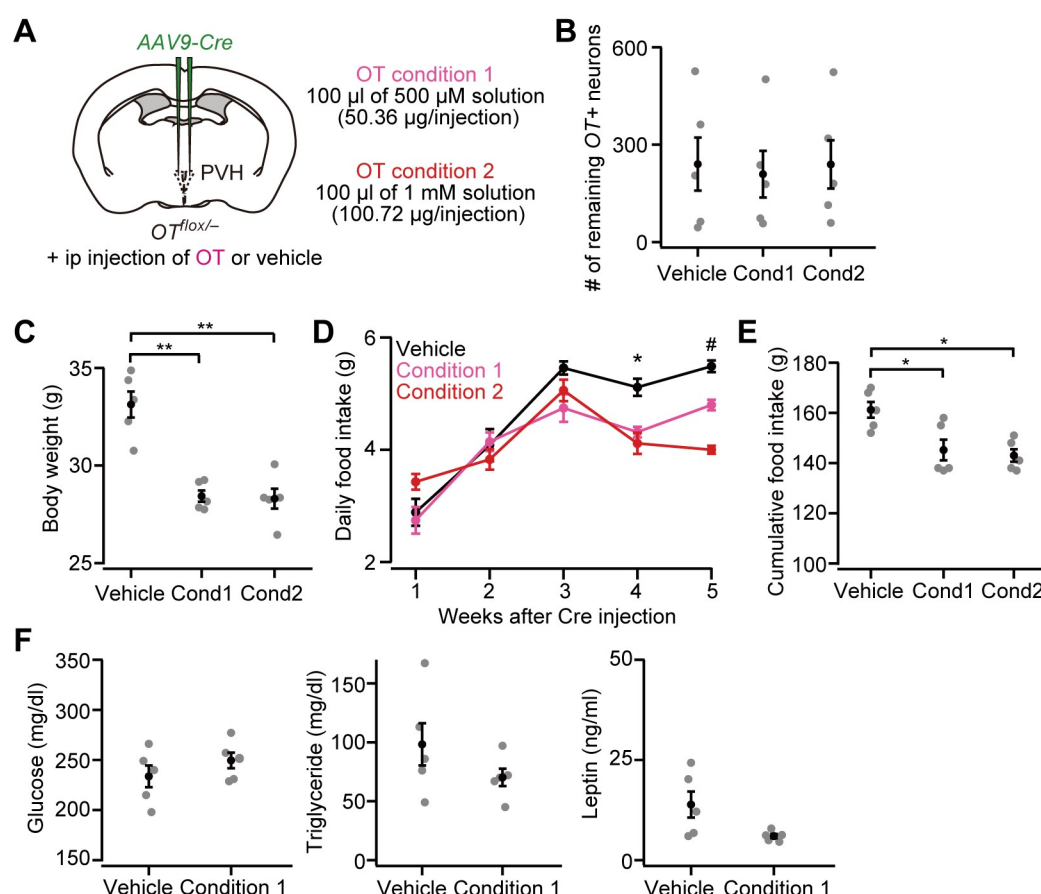 A
AAV9-Cre
PVH
OTflox/–
+ ip injection of OT or vehicle
OT condition 1
100 µl of 500 µM solution
(50.36 µg/injection)
OT condition 2
100 µl of 1 mM solution
(100.72 µg/injection)
B
# of remaining OT+ neurons
600
300
0
Vehicle Cond1 Cond2
C
Body weight (g)
**
**
35
30
25
Vehicle Cond1 Cond2
D
Daily food intake (g)
6
4
2
Vehicle
Condition 1
Condition 2
* #
1 2 3 4 5
Weeks after Cre injection
E
Cumulative food intake (g)
*
*
180
160
140
120
100
Vehicle Cond1 Cond2
F
Glucose (mg/dl)
350
300
250
200
150
Vehicle Condition 1
Triglyceride (mg/dl)
150
100
50
0
Vehicle Condition 1
Leptin (ng/ml)
50
25
0
Vehicle Condition 1